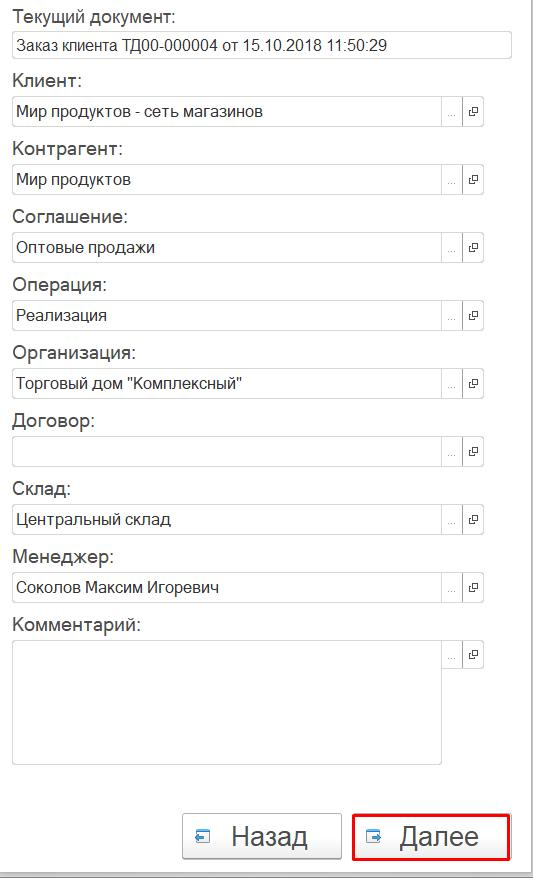 Текущий документ:
Заказ клиента ТД00-000004 от 15.10.2018 11:50:29
Клиент:
Мир продуктов - сеть магазинов
...
Контрагент:
Мир продуктов
...
Соглашение:
Оптовые продажи
...
Операция:
Реализация
...
Организация:
Торговый дом "Комплексный"
...
Договор:
...
Склад:
Центральный склад
...
Менеджер:
Соколов Максим Игоревич
...
Комментарий:
...
Назад Далее